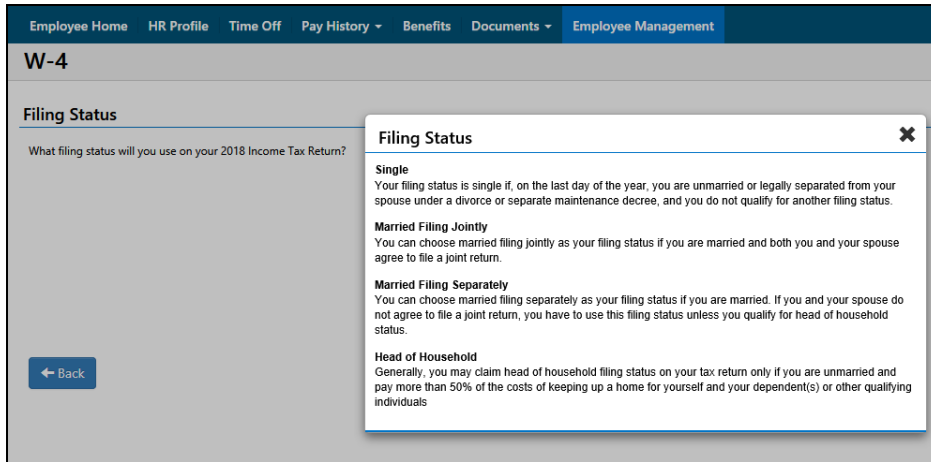 Employee Home HR Profile Time Off Pay History Benefits Documents Employee Management
W-4
Filing Status
What filing status will you use on your 2018 Income Tax Return?
Filing Status
Single
Your filing status is single if, on the last day of the year, you are unmarried or legally separated from your
spouse under a divorce or separate maintenance decree, and you do not qualify for another filing status.
Married Filing Jointly
You can choose married filing jointly as your filing status if you are married and both you and your spouse
agree to file a joint return.
Married Filing Separately
You can choose married filing separately as your filing status if you are married. If you and your spouse do
not agree to file a joint return, you have to use this filing status unless you qualify for head of household
status.
Head of Household
Generally, you may claim head of household filing status on your tax return only if you are unmarried and
pay more than 50% of the costs of keeping up a home for yourself and your dependent(s) or other qualifying
individuals
Back